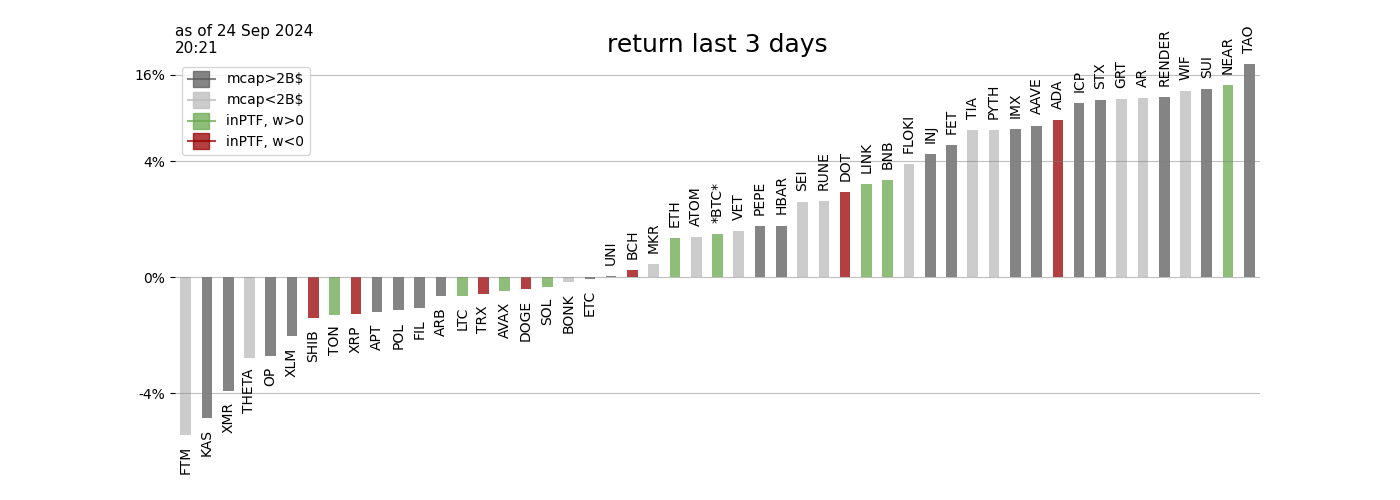 as of 24 Sep 2024
20:21
return last 3 days
mcap>2B$
mcap<2B$
inPTF, w>0
inPTF, w<0
16%
4%
0%
-4%
FTM
KAS
XMR
THETA
OP
XLM
SHIB
TON
XRP
APT
POL
FIL
ARB
LTC
TRX
AVAX
DOGE
SOL
BONK
ETC
UNI
BCH
MKR
ETH
ATOM
*BTC*
VET
PEPE
HBAR
SEI
RUNE
DOT
LINK
BNB
FLOKI
INJ
FET
TIA
PYTH
IMX
AAVE
ADA
ICP
STX
GRT
AR
RENDER
WIF
SUI
NEAR
TAO